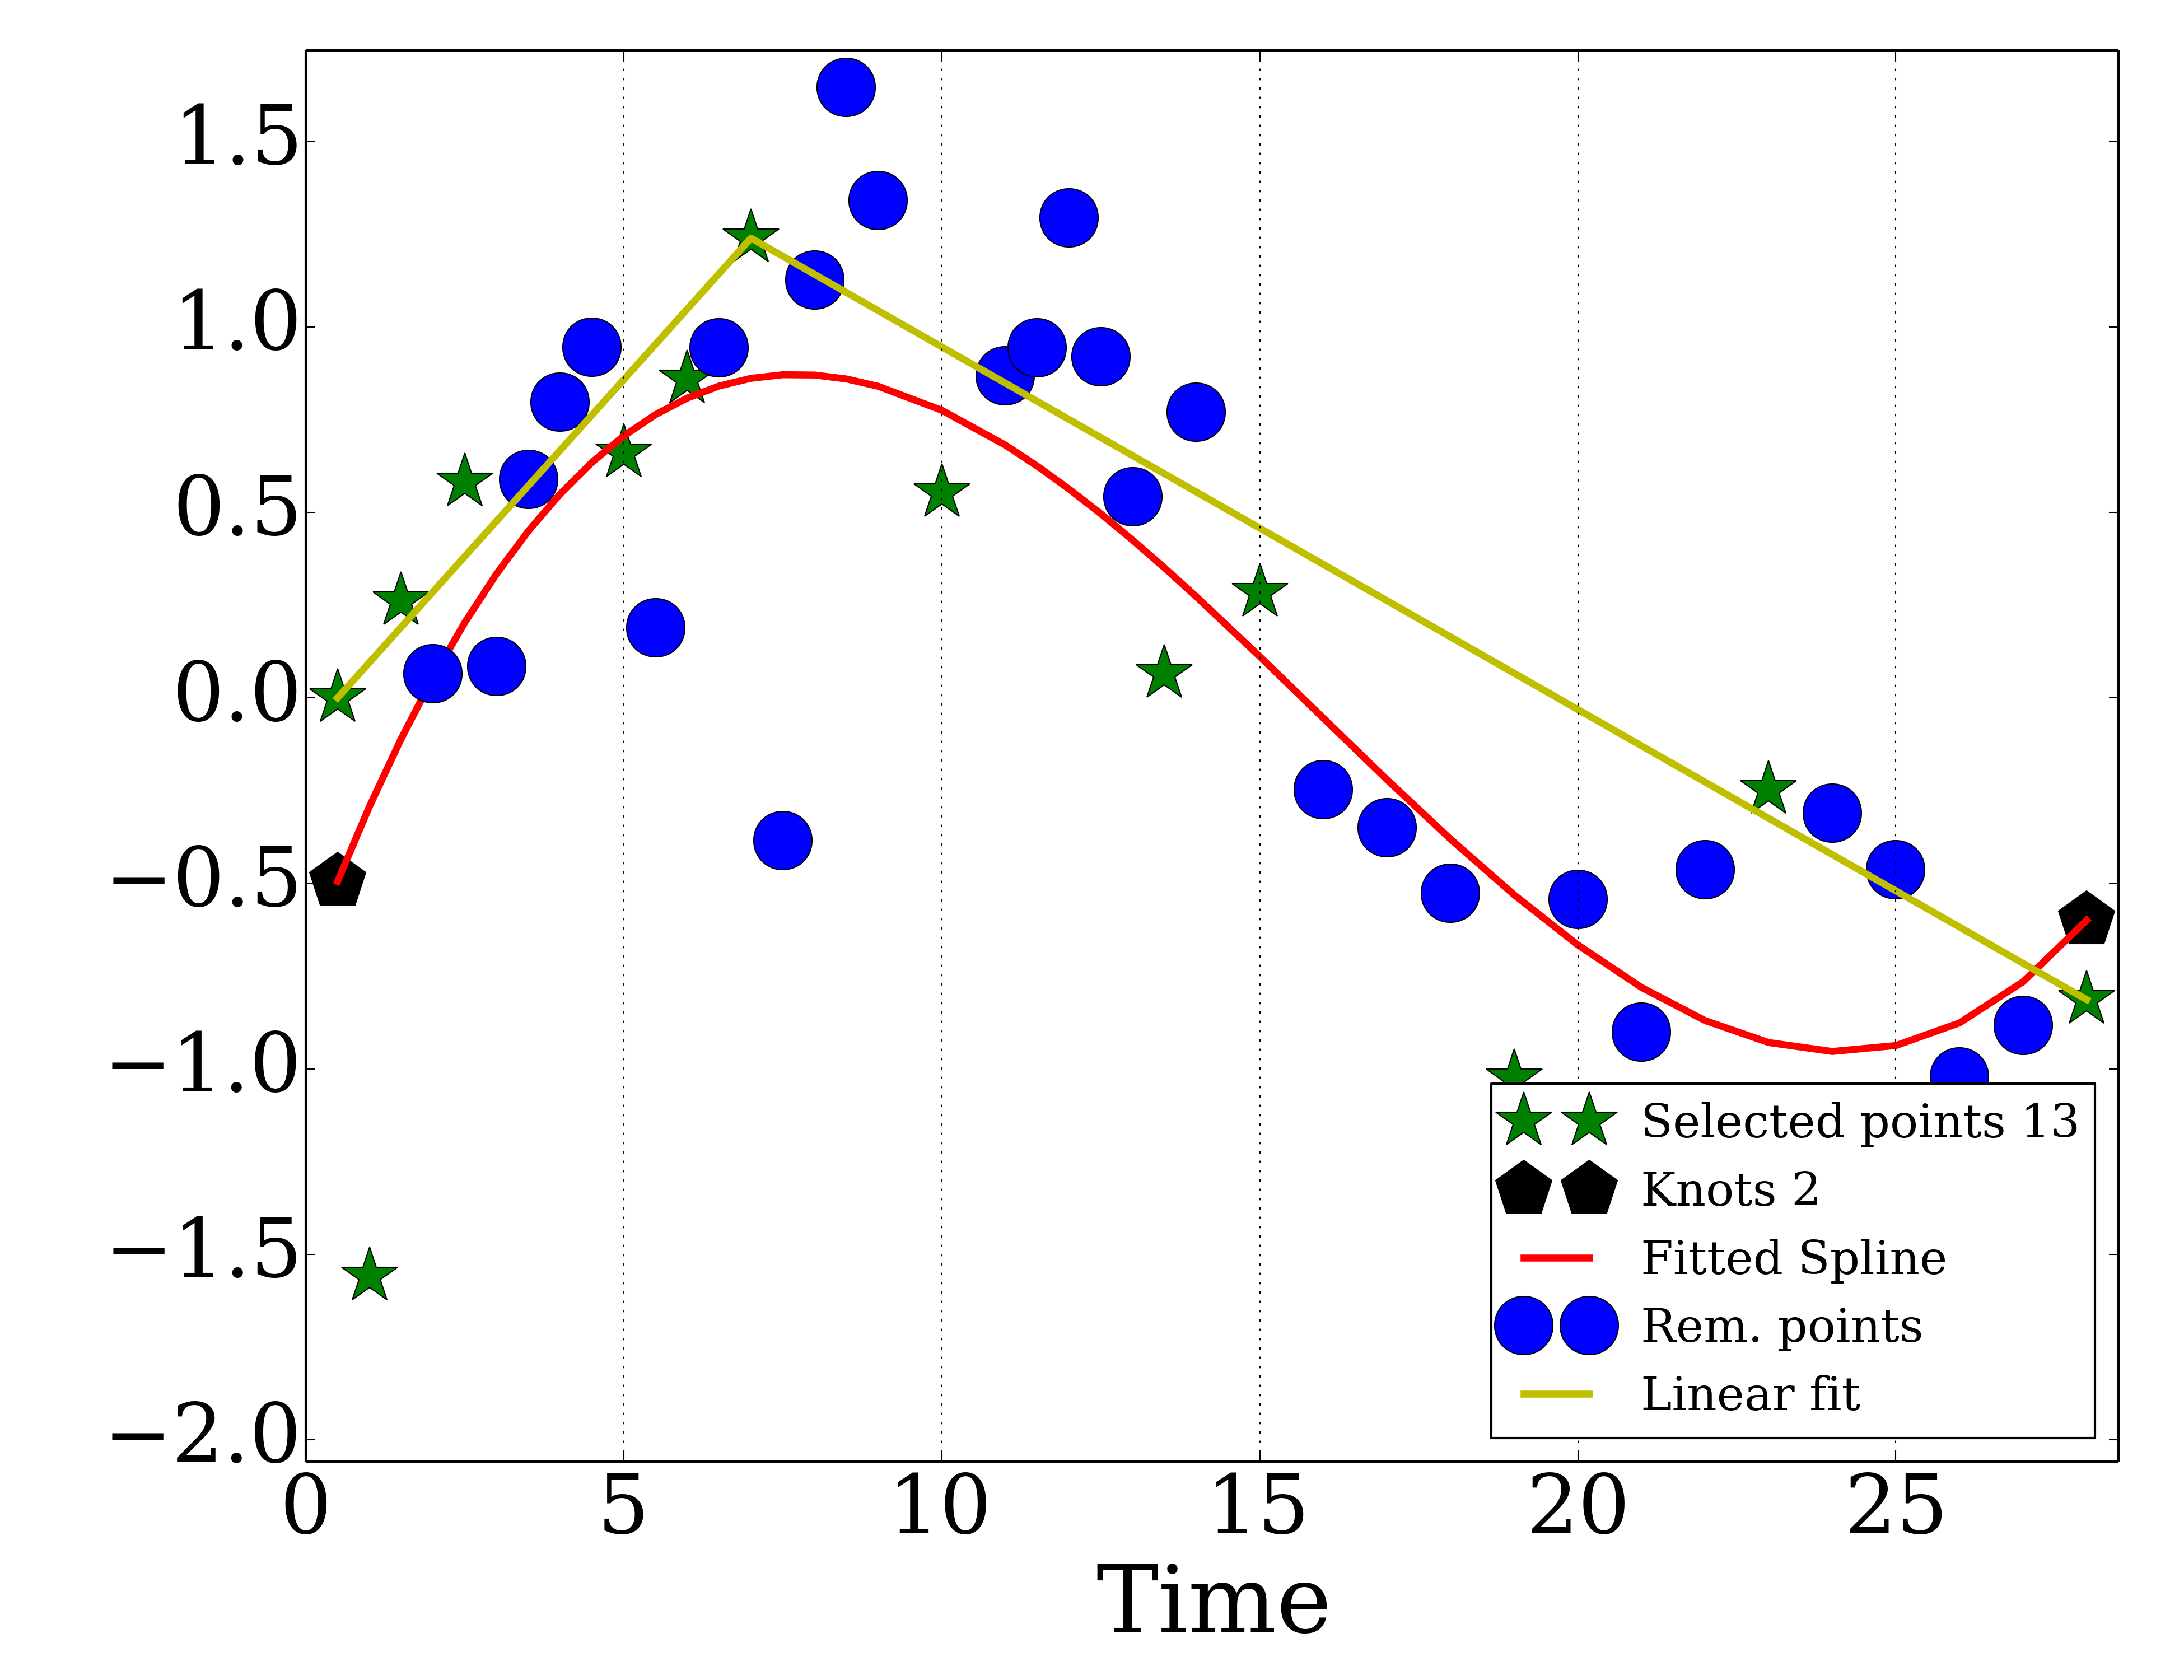 1.5
1.0
0.5
0.0
−0.5
−1.0
−1.5
−2.0
Selected points 13
Knots 2
Fitted Spline
Rem. points
Linear fit
0 5 10 15 20 25
Time